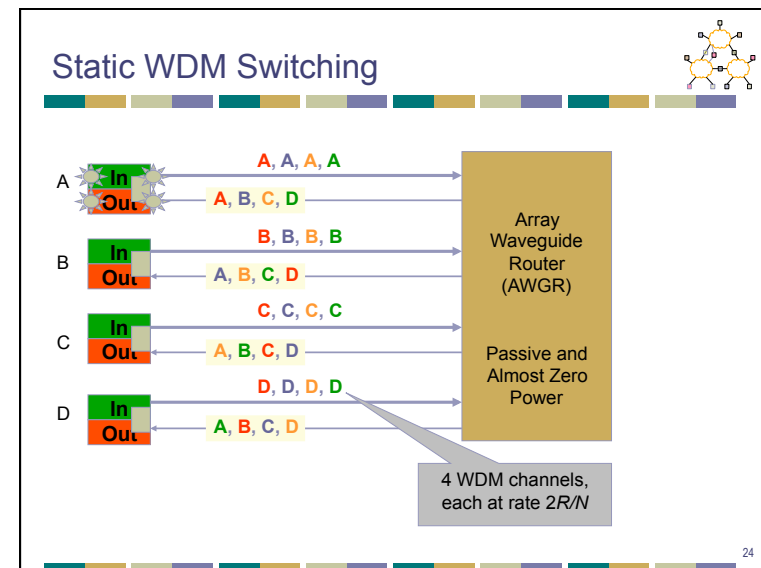 Static WDM Switching
A
In
Out
A, A, A, A
A, B, C, D
B
In
Out
B, B, B, B
A, B, C, D
C
In
Out
C, C, C, C
A, B, C, D
D
In
Out
D, D, D, D
A, B, C, D
Array
Waveguide
Router
(AWGR)
Passive and
Almost Zero
Power
4 WDM channels,
each at rate 2R/N
24